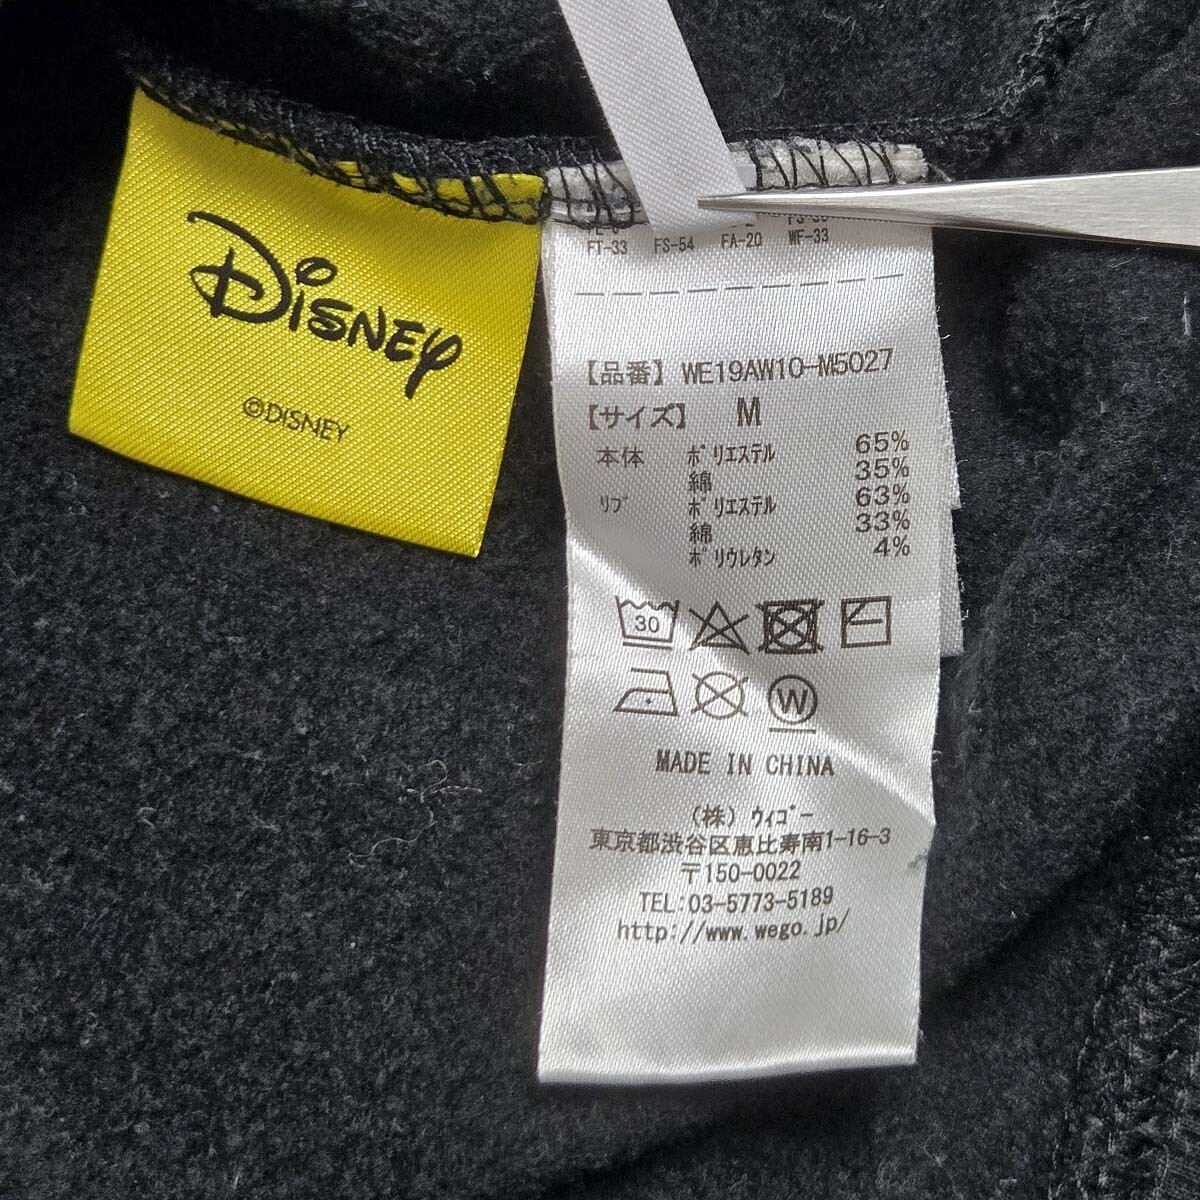 DISNEY
©DISNEY
FT-33 FS-54 FA-20 WF-33
【品番】 WE19AW10-M5027
【サイズ】 M
本体 ﾎﾟﾘｴｽﾃﾙ 65%
綿 35%
ﾘﾌﾞ ﾎﾟﾘｴｽﾃﾙ 63%
綿 33%
ﾎﾟﾘｳﾚﾀﾝ 4%
30
W
MADE IN CHINA
(株) ｳｨｺﾞｰ
東京都渋谷区恵比寿南1-16-3
〒150-0022
TEL:03-5773-5189
http://www.wego.jp/